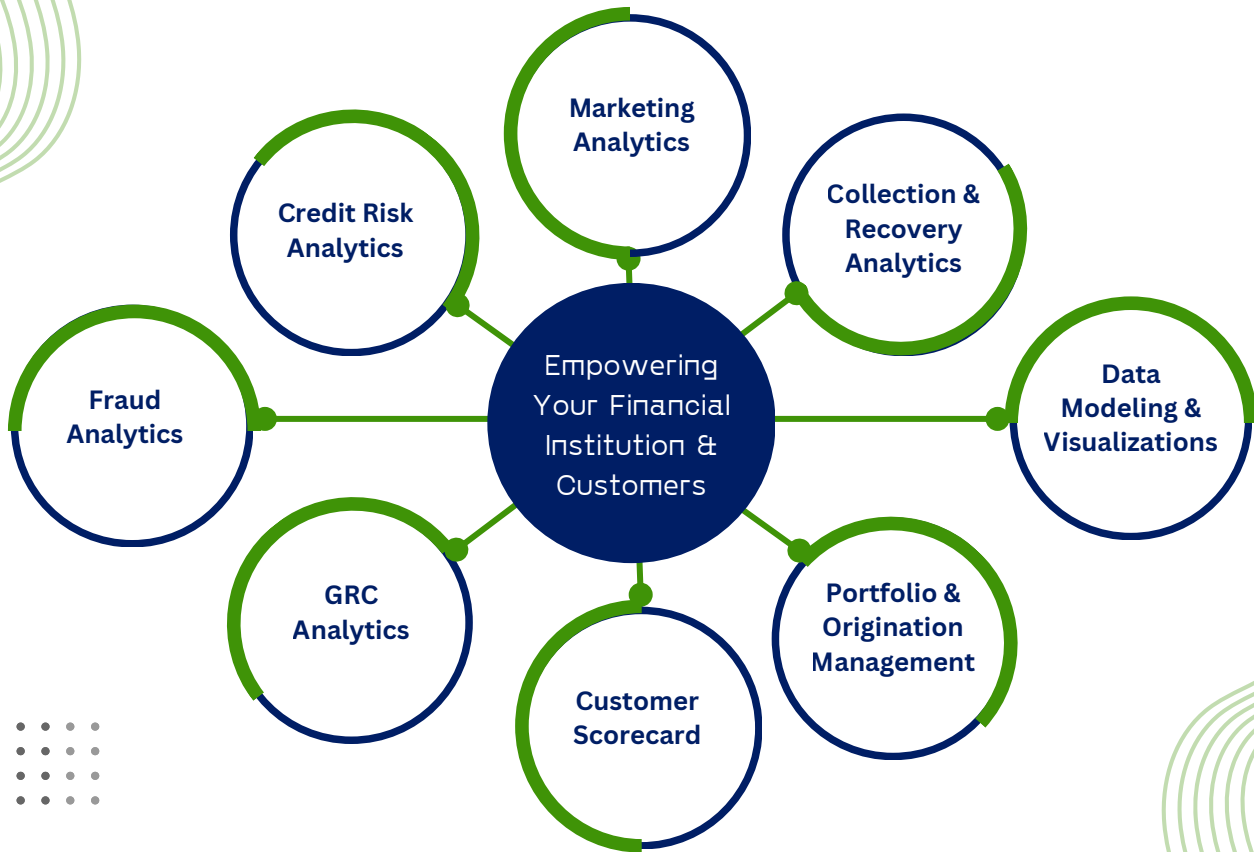 Marketing
Analytics
Credit Risk
Analytics
Collection &
Recovery
Analytics
Fraud
Analytics
Empowering
Your Financial
Institution &
Customers
Data
Modeling &
Visualizations
GRC
Analytics
Customer
Scorecard
Portfolio &
Origination
Management